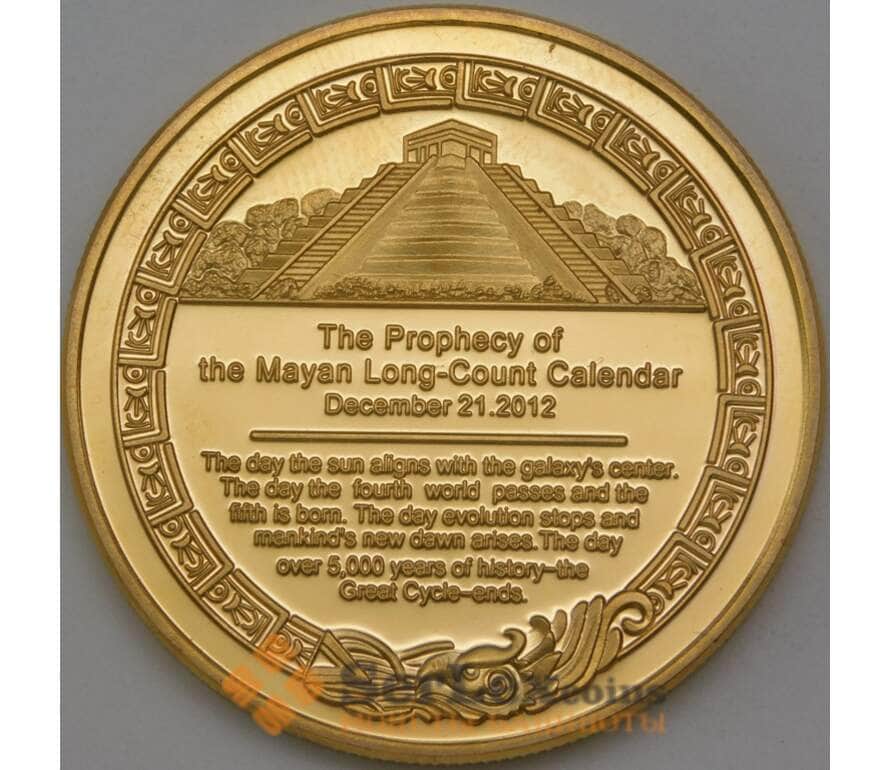 The Prophecy of
the Mayan Long-Count Calendar
December 21.2012
The day the sun aligns with the galaxy's center.
The day the fourth world passes and the
fifth is born. The day evolution stops and
mankind's new dawn arises.The day
over 5,000 years of history-the
Great Cycle-ends.